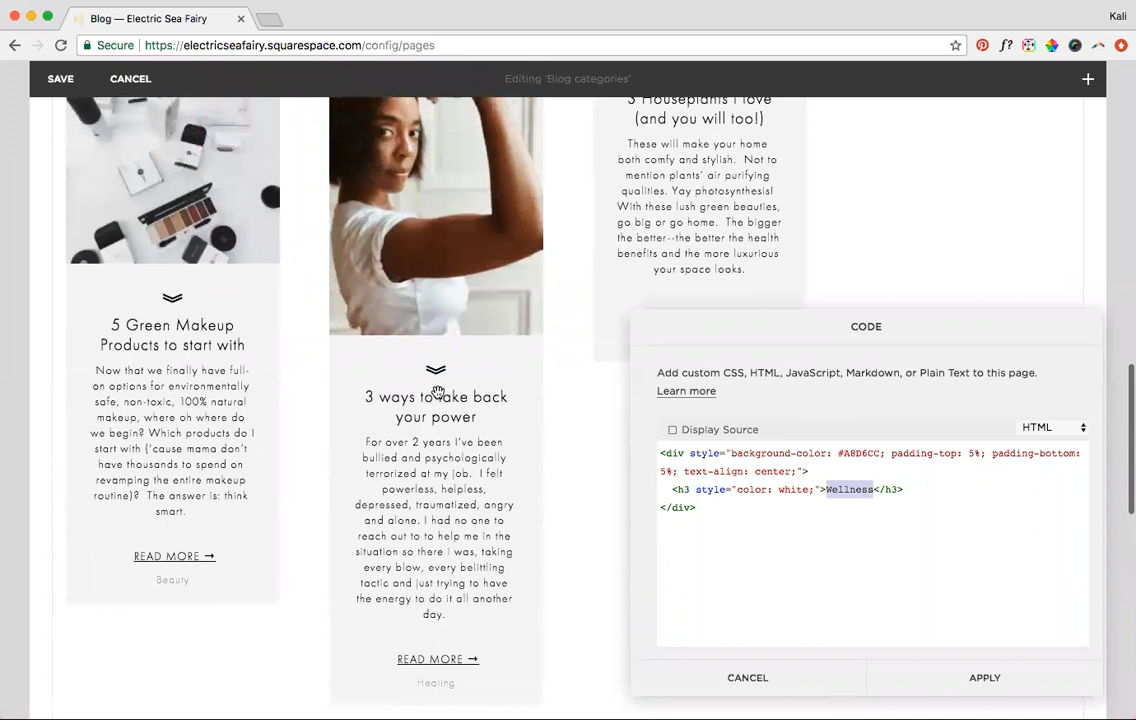 Blog — Electric Sea Fairy
Kali
Secure
https://electricseafairy.squarespace.com/config/pages
f?
SAVE
CANCEL
Editing 'Blog categories'
5 Green Makeup
Products to start with
Now that we finally have full-
on options for environmentally
safe, non-toxic, 100% natural
makeup, where oh where do
we begin? Which products do I
start with ('cause mama don't
have thousands to spend on
revamping the entire makeup
routine)? The answer is: think
smart.
READ MORE →
Beauty
3 ways to take back
your power
For over 2 years I've been
bullied and psychologically
terrorized at my job. I felt
powerless, helpless,
depressed, traumatized, angry
and alone. I had no one to
reach out to to help me in the
situation so there i was, taking
every blow, every belittling
tactic and just trying to have
the energy to do it all another
day.
READ MORE →
Healing
3 Houseplants I love
(and you will too!)
These will make your home
both comfy and stylish. Not to
mention plants' air purifying
qualities. Yay photosynthesis!
With these lush green beauties,
go big or go home. The bigger
the better--the better the health
benefits and the more luxurious
your space looks.
CODE
Add custom CSS, HTML, JavaScript, Markdown, or Plain Text to this page.
Learn more
Display Source
HTML
<div style="background-color: #A8D6CC; padding-top: 5%; padding-bottom:
5%; text-align: center;">
<h3 style="color: white;">Wellness</h3>
</div>
CANCEL
APPLY